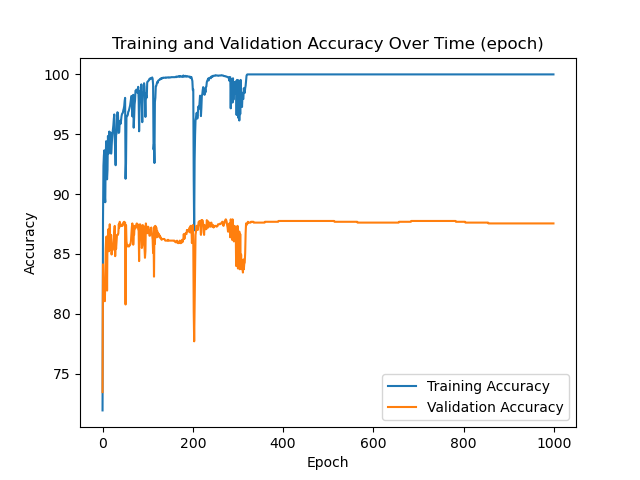 Training and Validation Accuracy Over Time (epoch)
100
95
90
85
80
75
Accuracy
0
200
400
600
800
1000
Epoch
Training Accuracy
Validation Accuracy